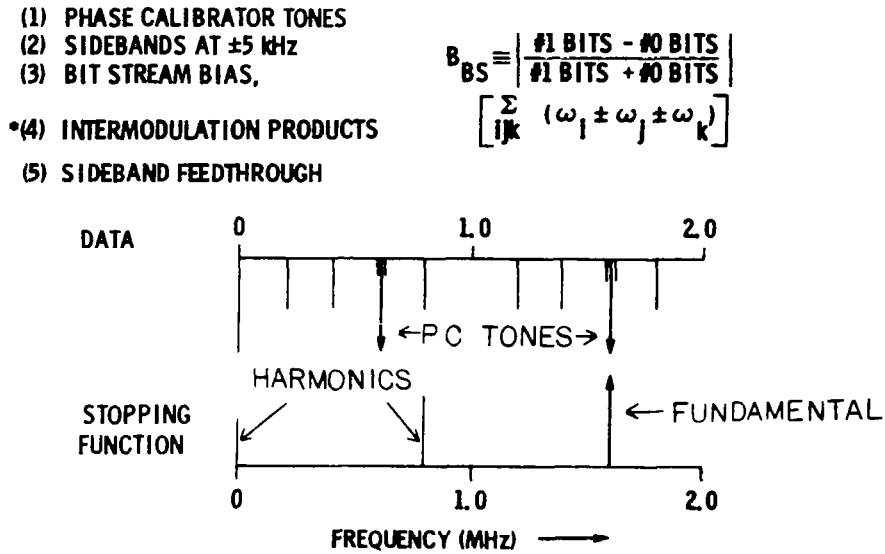 (1) PHASE CALIBRATOR TONES
(2) SIDEBANDS AT ±5 kHz
(3) BIT STREAM BIAS,
B_BS ≡ | #1 BITS - #0 BITS / #1 BITS + #0 BITS |
*(4) INTERMODULATION PRODUCTS
[ Σ_ijk (ω_i ± ω_j ± ω_k) ]
(5) SIDEBAND FEEDTHROUGH
DATA
0 1.0 2.0
←PC TONES→
HARMONICS
STOPPING
FUNCTION
← FUNDAMENTAL
0 1.0 2.0
FREQUENCY (MHz) →